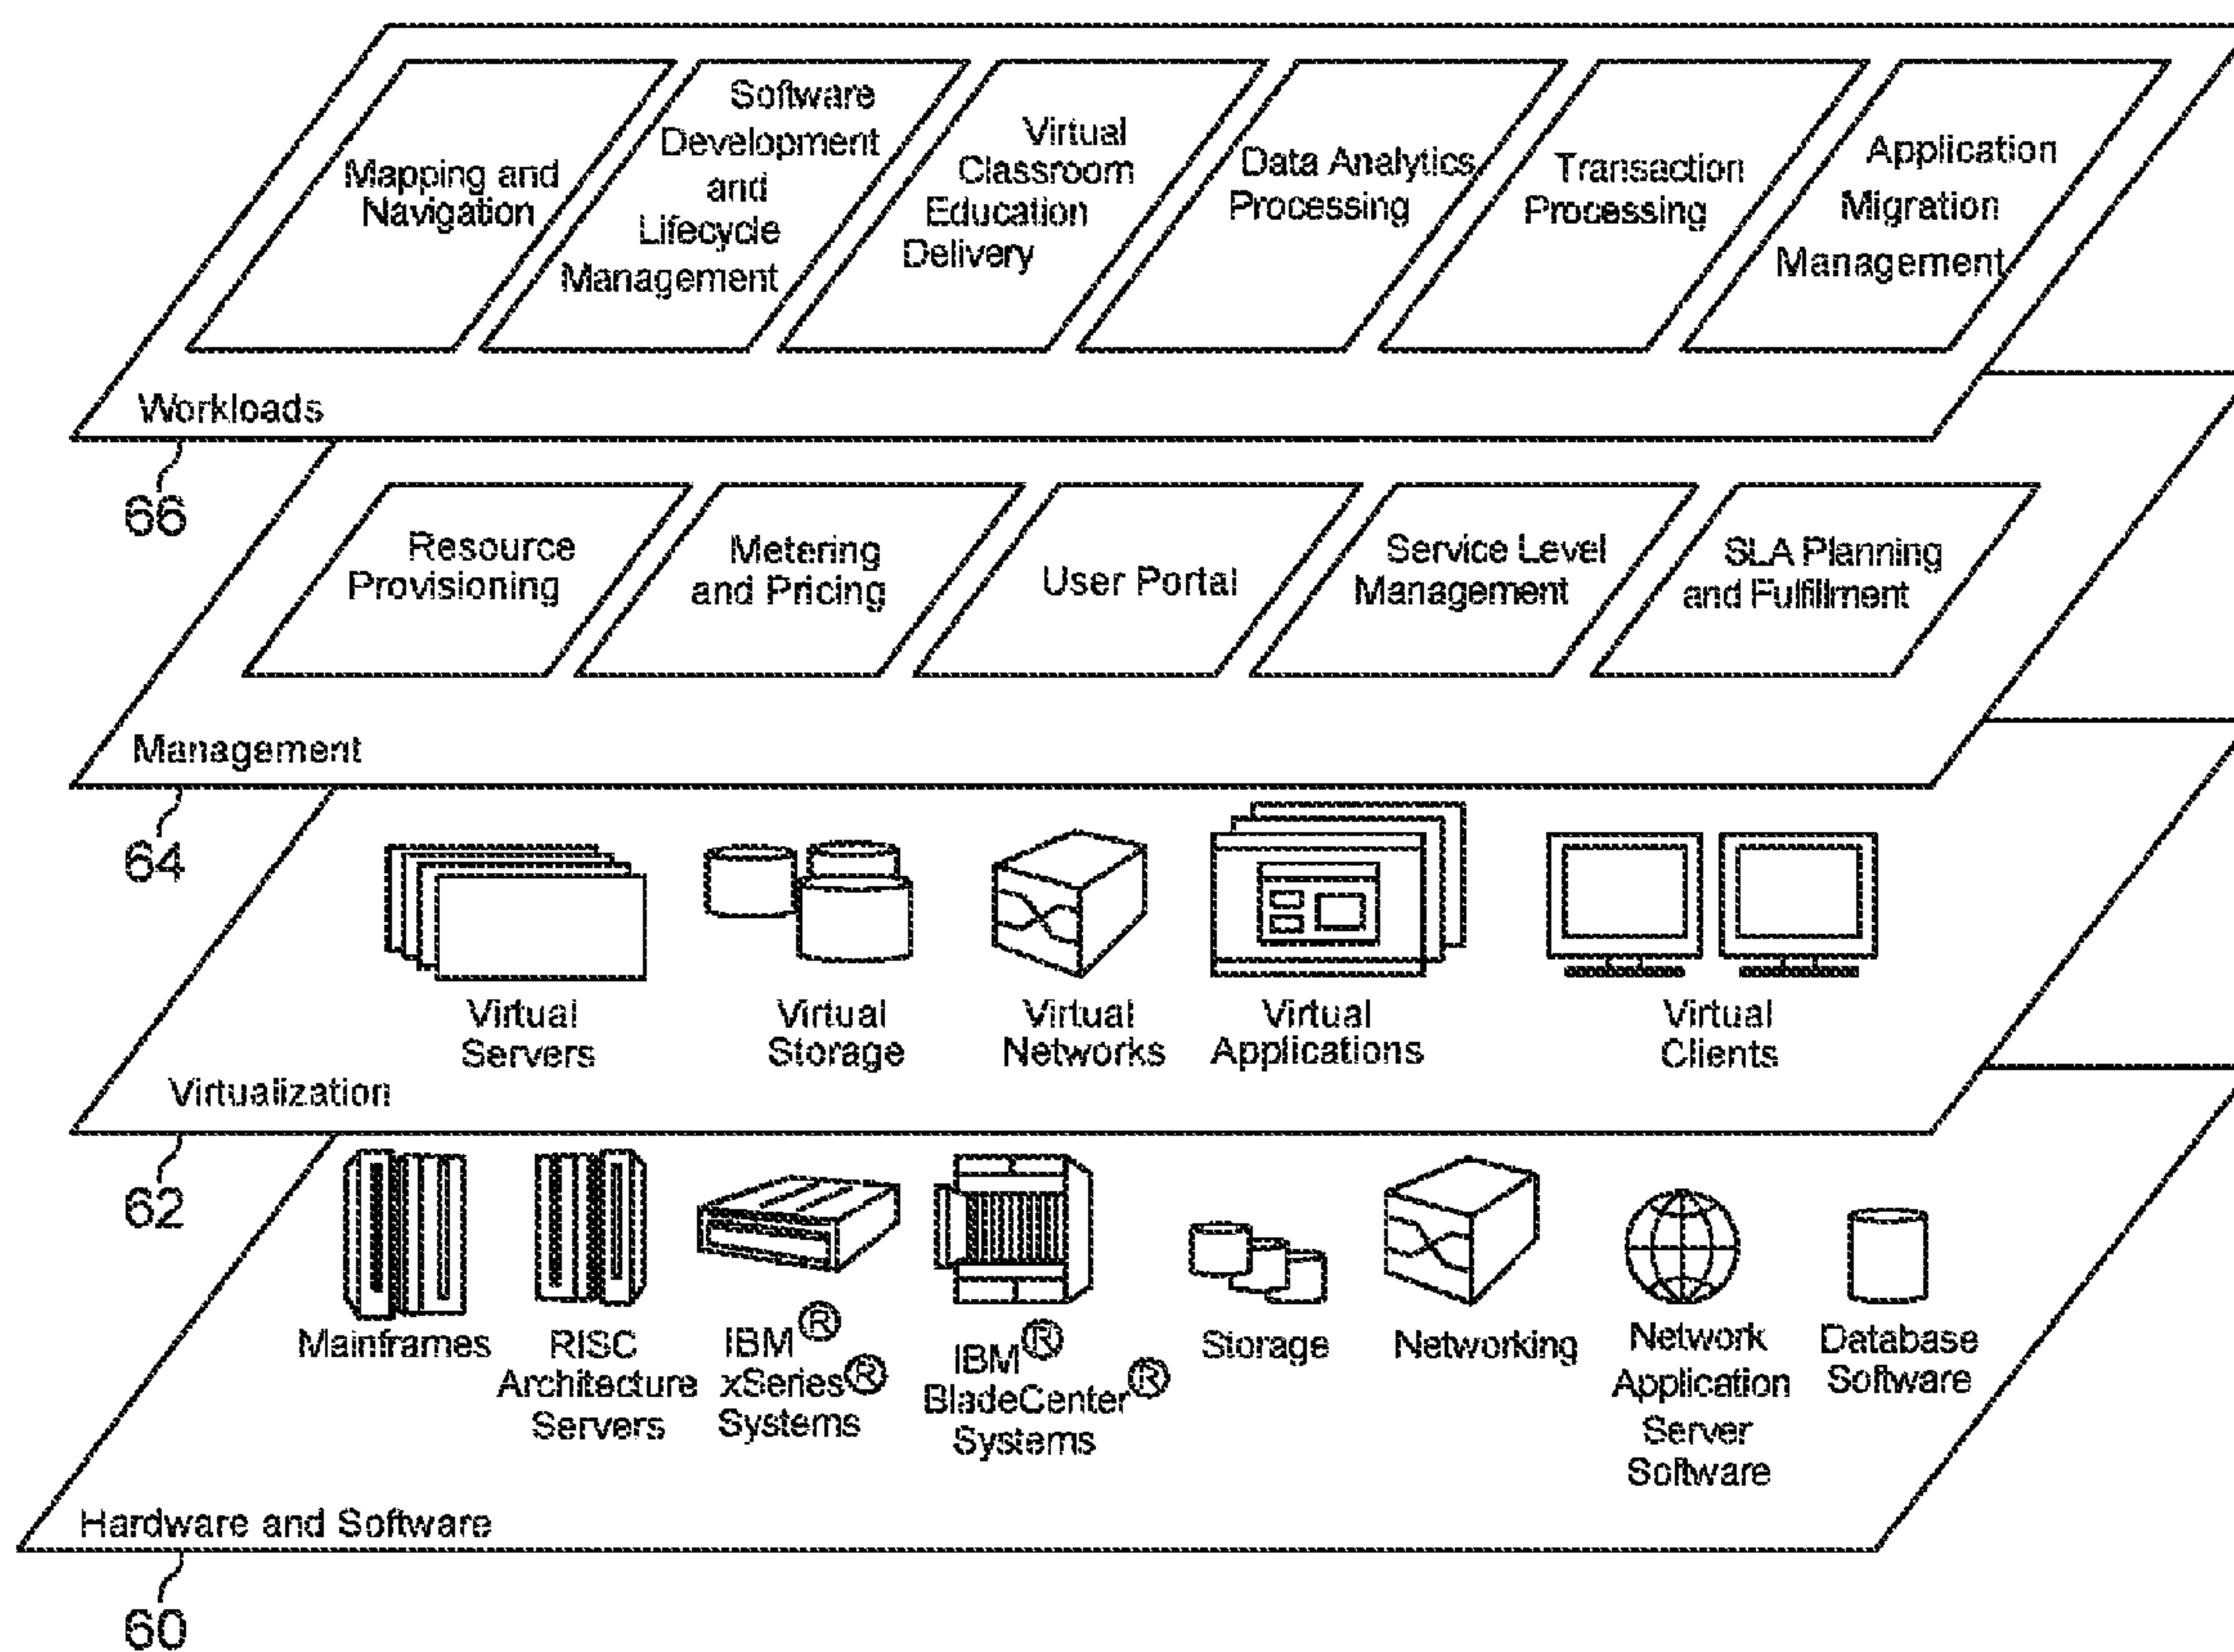 Mapping and
Navigation
Software
Development
and
Lifecycle
Management
Virtual
Classroom
Education
Delivery
Data Analytics
Processing
Transaction
Processing
Application
Migration
Management
Workloads
66
Resource
Provisioning
Metering
and Pricing
User Portal
Service Level
Management
SLA Planning
and Fulfillment
Management
64
Virtual
Servers
Virtual
Storage
Virtual
Networks
Virtual
Applications
Virtual
Clients
Virtualization
62
Mainframes
RISC
Architecture
Servers
IBM®
xSeries®
Systems
IBM®
BladeCenter®
Systems
Storage
Networking
Network
Application
Server
Software
Database
Software
Hardware and Software
60